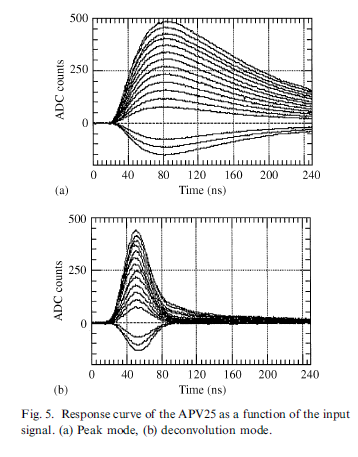 500
250
0
ADC counts
0 40 80 120 160 200 240
(a) Time (ns)
500
250
0
ADC counts
0 40 80 120 160 200 240
(b) Time (ns)
Fig. 5. Response curve of the APV25 as a function of the input
signal. (a) Peak mode, (b) deconvolution mode.